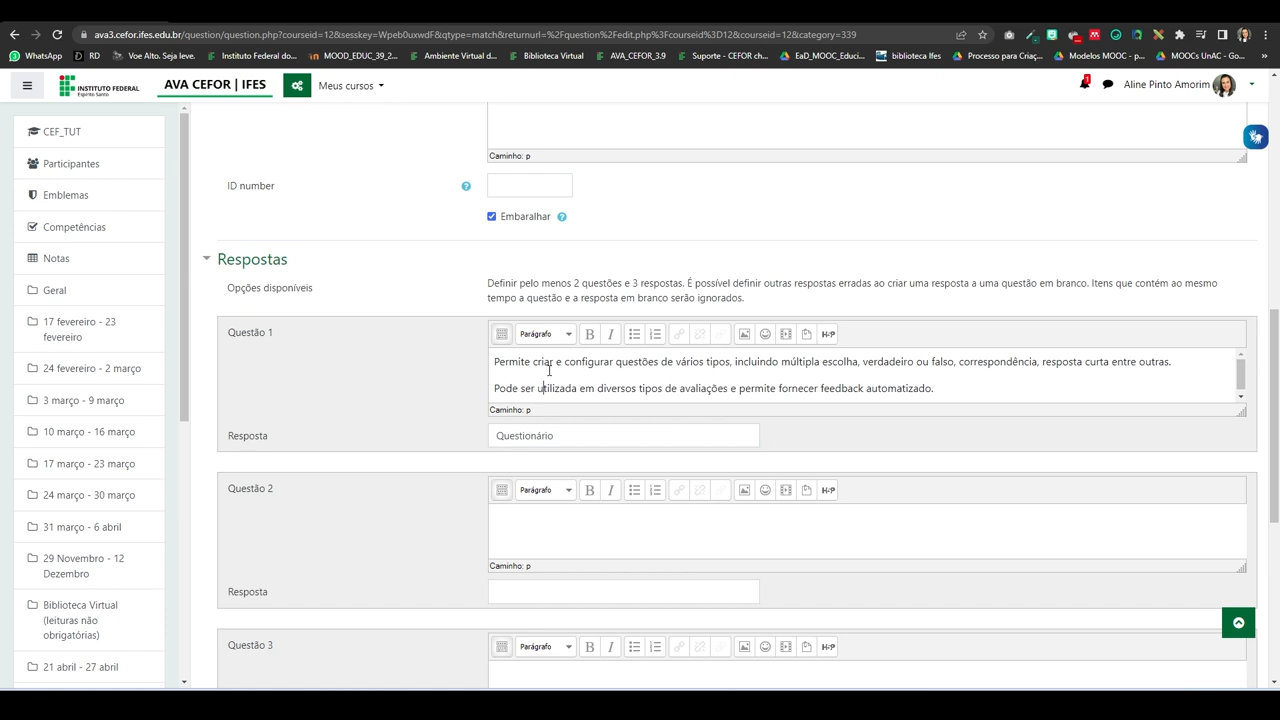 ava3.cefor.ifes.edu.br/question/question.php?courseid=12&sesskey=Wpeb0uxwdF&qtype=match&returnurl=%2Fquestion%2Fedit.php%3Fcourseid%3D12&courseid=12&category=339
WhatsApp RD Voe Alto. Seja leve. Instituto Federal do... MOOD_EDUC_39_2... Ambiente Virtual d... Biblioteca Virtual AVA_CEFOR_3.9 Suporte - CEFOR ch... EaD_MOOC_Educi... biblioteca Ifes Processo para Criaç... Modelos MOOC – p... MOOCs UnAC - Go...
INSTITUTO FEDERAL
Espírito Santo
AVA CEFOR | IFES
Meus cursos
1
Aline Pinto Amorim
CEF_TUT
Participantes
Emblemas
Competências
Notas
Geral
17 fevereiro - 23
fevereiro
24 fevereiro - 2 março
3 março - 9 março
10 março - 16 março
17 março - 23 março
24 março - 30 março
31 março - 6 abril
29 Novembro - 12
Dezembro
Biblioteca Virtual
(leituras não
obrigatórias)
21 abril - 27 abril
Caminho: p
ID number
Embaralhar
Respostas
Opções disponíveis
Definir pelo menos 2 questões e 3 respostas. É possível definir outras respostas erradas ao criar uma resposta a uma questão em branco. Itens que contém ao mesmo
tempo a questão e a resposta em branco serão ignorados.
Questão 1
Parágrafo B I H-P
Permite criar e configurar questões de vários tipos, incluindo múltipla escolha, verdadeiro ou falso, correspondência, resposta curta entre outras.
Pode ser utilizada em diversos tipos de avaliações e permite fornecer feedback automatizado.
Caminho: p
Resposta
Questionário
Questão 2
Parágrafo B I H-P
Caminho: p
Resposta
Questão 3
Parágrafo B I H-P